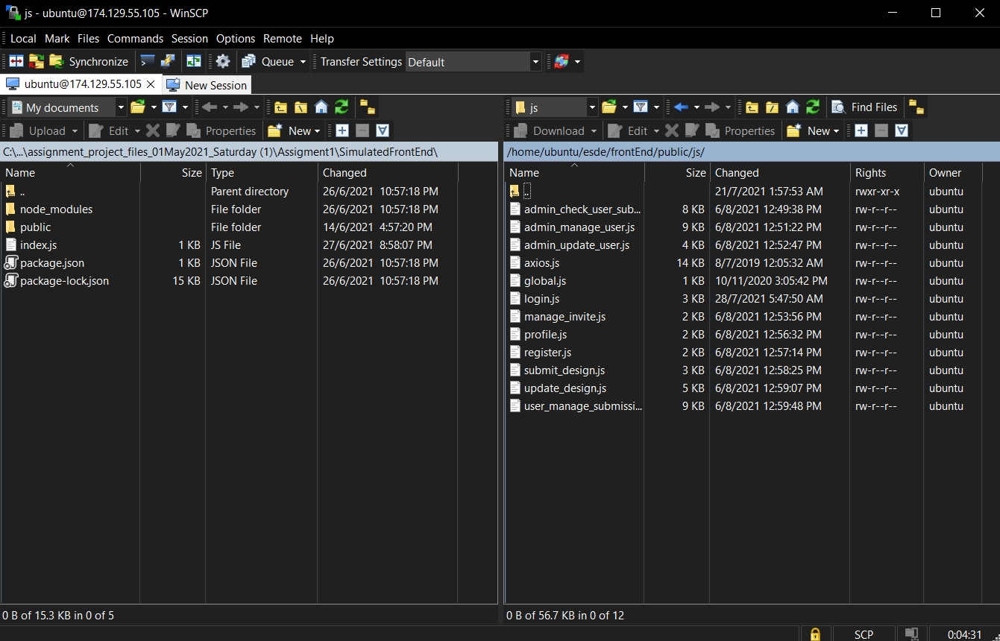 js - ubuntu@174.129.55.105 - WinSCP
Local Mark Files Commands Session Options Remote Help
Synchronize Queue Transfer Settings Default
ubuntu@174.129.55.105 New Session
My documents
Upload Edit Properties New
C:\...\assignment_project_files_01May2021_Saturday (1)\Assigment1\SimulatedFrontEnd\
Name Size Type Changed
.. Parent directory 26/6/2021 10:57:18 PM
node_modules File folder 26/6/2021 10:57:18 PM
public File folder 14/6/2021 4:57:20 PM
index.js 1 KB JS File 27/6/2021 8:58:07 PM
package.json 1 KB JSON File 26/6/2021 10:57:18 PM
package-lock.json 15 KB JSON File 26/6/2021 10:57:18 PM
0 B of 15.3 KB in 0 of 5
js Find Files
Download Edit Properties New
/home/ubuntu/esde/frontEnd/public/js/
Name Size Changed Rights Owner
.. 21/7/2021 1:57:53 AM rwxr-xr-x ubuntu
admin_check_user_sub... 8 KB 6/8/2021 12:49:38 PM rw-r--r-- ubuntu
admin_manage_user.js 9 KB 6/8/2021 12:51:22 PM rw-r--r-- ubuntu
admin_update_user.js 4 KB 6/8/2021 12:52:47 PM rw-r--r-- ubuntu
axios.js 14 KB 8/7/2019 12:05:32 AM rw-r--r-- ubuntu
global.js 1 KB 10/11/2020 3:05:42 PM rw-r--r-- ubuntu
login.js 3 KB 28/7/2021 5:47:50 AM rw-r--r-- ubuntu
manage_invite.js 2 KB 6/8/2021 12:53:56 PM rw-r--r-- ubuntu
profile.js 2 KB 6/8/2021 12:56:32 PM rw-r--r-- ubuntu
register.js 2 KB 6/8/2021 12:57:14 PM rw-r--r-- ubuntu
submit_design.js 3 KB 6/8/2021 12:58:25 PM rw-r--r-- ubuntu
update_design.js 5 KB 6/8/2021 12:59:07 PM rw-r--r-- ubuntu
user_manage_submissi... 9 KB 6/8/2021 12:59:48 PM rw-r--r-- ubuntu
0 B of 56.7 KB in 0 of 12
SCP 0:04:31